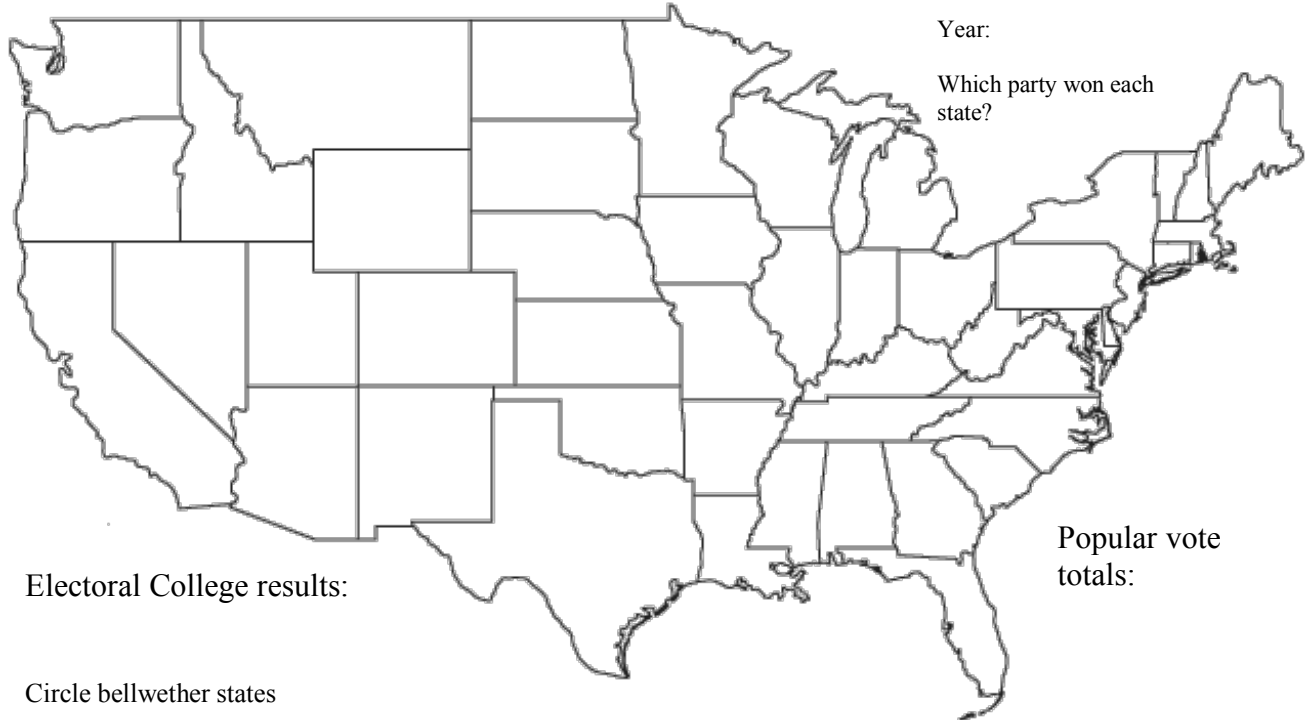 Year:
Which party won each
state?
Popular vote
totals:
Electoral College results:
Circle bellwether states